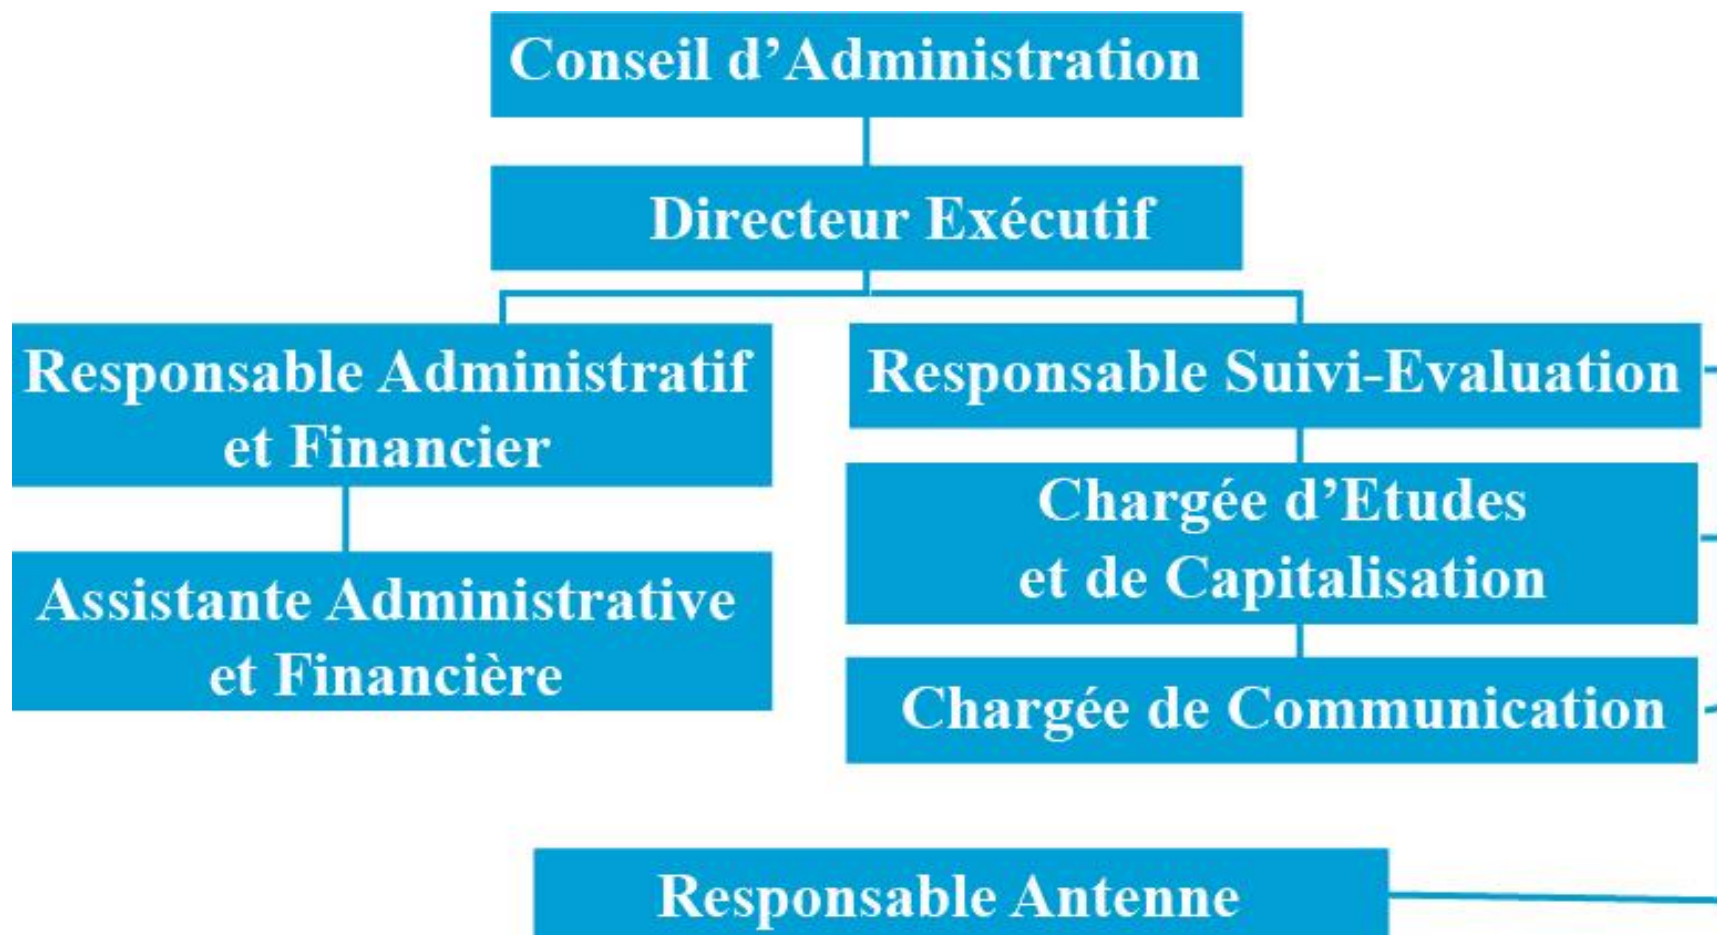 Conseil d’Administration
Directeur Exécutif
Responsable Administratif
et Financier
Responsable Suivi-Evaluation
Chargée d’Etudes
et de Capitalisation
Assistante Administrative
et Financière
Chargée de Communication
Responsable Antenne